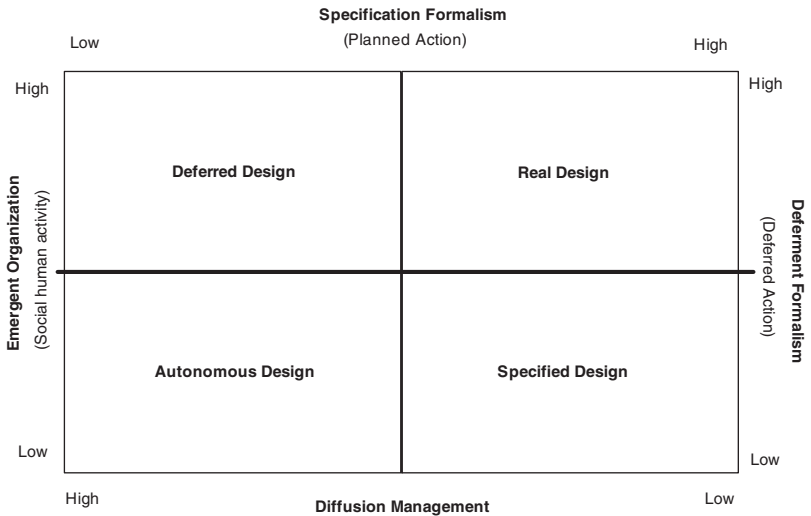 Specification Formalism
(Planned Action)
Low
High
High
High
Deferred Design
Real Design
Emergent Organization
(Social human activity)
Deferment Formalism
(Deferred Action)
Autonomous Design
Specified Design
Low
Low
High
Diffusion Management
Low